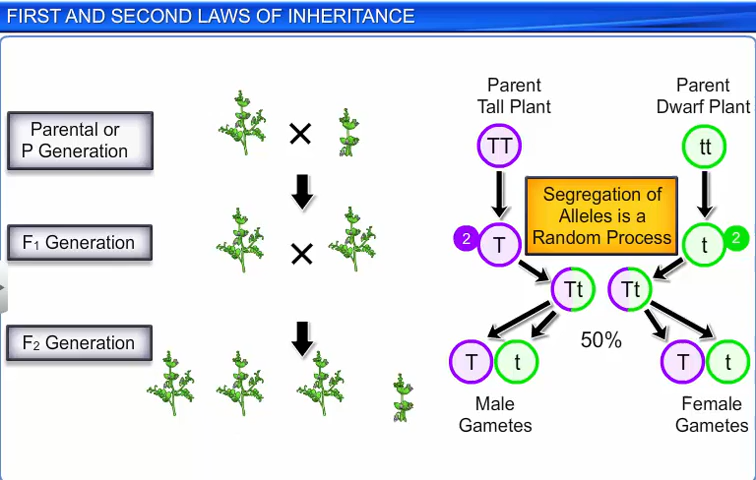 FIRST AND SECOND LAWS OF INHERITANCE
Parental or
P Generation
F1 Generation
F2 Generation
Parent
Tall Plant
Parent
Dwarf Plant
TT
tt
Segregation of
Alleles is a
Random Process
2
T
t
2
Tt
Tt
50%
T
t
T
t
Male
Gametes
Female
Gametes